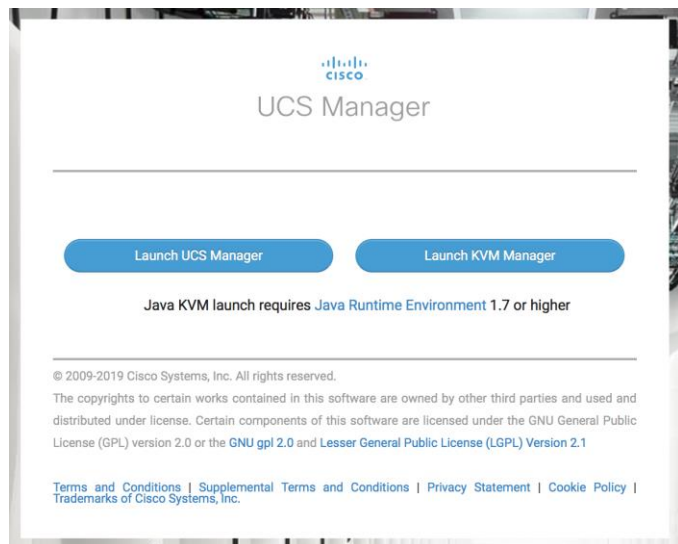 CISCO
UCS Manager
Launch UCS Manager
Launch KVM Manager
Java KVM launch requires Java Runtime Environment 1.7 or higher
© 2009-2019 Cisco Systems, Inc. All rights reserved.
The copyrights to certain works contained in this software are owned by other third parties and used and
distributed under license. Certain components of this software are licensed under the GNU General Public
License (GPL) version 2.0 or the GNU gpl 2.0 and Lesser General Public License (LGPL) Version 2.1
Terms and Conditions | Supplemental Terms and Conditions | Privacy Statement | Cookie Policy |
Trademarks of Cisco Systems, Inc.